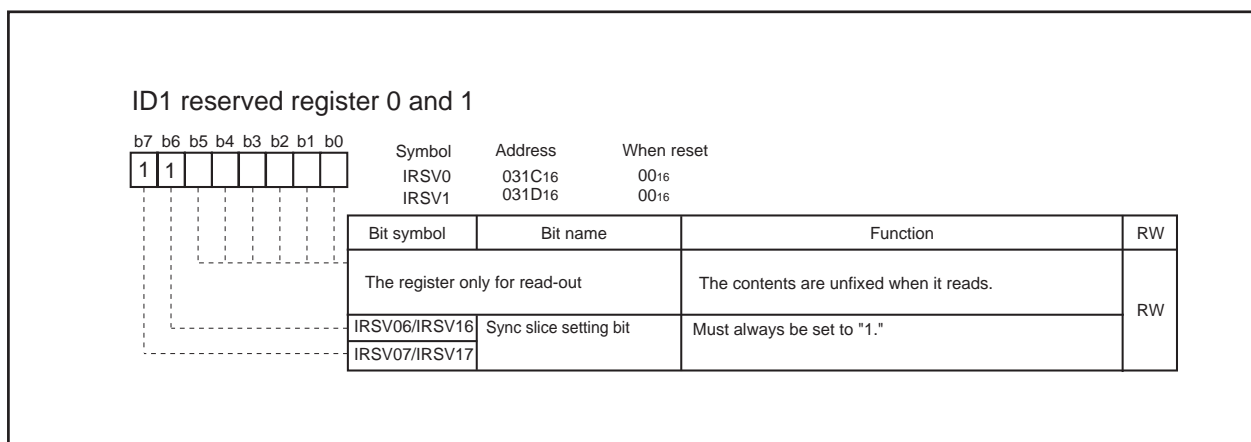 ID1 reserved register 0 and 1
b7 b6 b5 b4 b3 b2 b1 b0
1 1
Symbol Address When reset
IRSV0 031C16 0016
IRSV1 031D16 0016
Bit symbol Bit name Function RW
The register only for read-out The contents are unfixed when it reads.
RW
IRSV06/IRSV16 Sync slice setting bit Must always be set to "1."
IRSV07/IRSV17